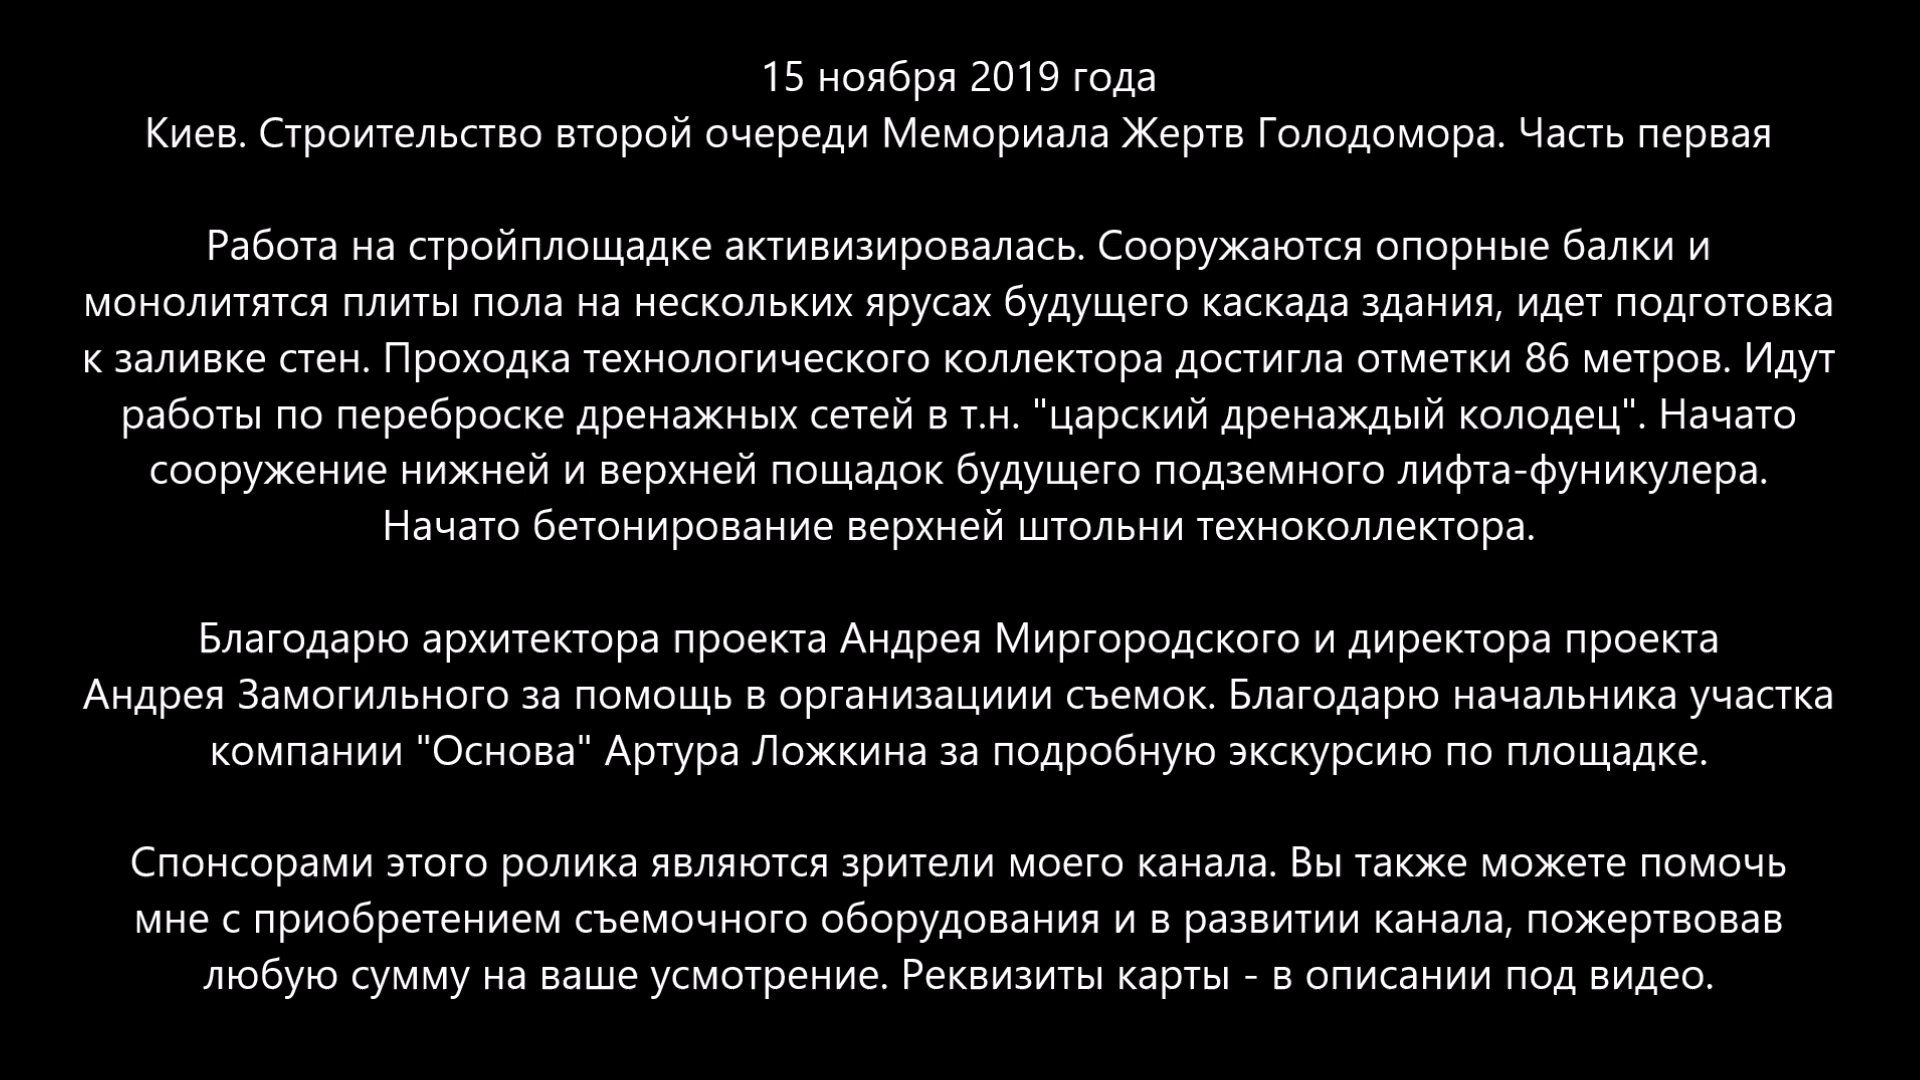 15 ноября 2019 года
Киев. Строительство второй очереди Мемориала Жертв Голодомора. Часть первая
Работа на стройплощадке активизировалась. Сооружаются опорные балки и
монолитятся плиты пола на нескольких ярусах будущего каскада здания, идет подготовка
к заливке стен. Проходка технологического коллектора достигла отметки 86 метров. Идут
работы по переброске дренажных сетей в т.н. "царский дренаждый колодец". Начато
сооружение нижней и верхней пощадок будущего подземного лифта-фуникулера.
Начато бетонирование верхней штольни техноколлектора.
Благодарю архитектора проекта Андрея Миргородского и директора проекта
Андрея Замогильного за помощь в организациии съемок. Благодарю начальника участка
компании "Основа" Артура Ложкина за подробную экскурсию по площадке.
Спонсорами этого ролика являются зрители моего канала. Вы также можете помочь
мне с приобретением съемочного оборудования и в развитии канала, пожертвовав
любую сумму на ваше усмотрение. Реквизиты карты - в описании под видео.